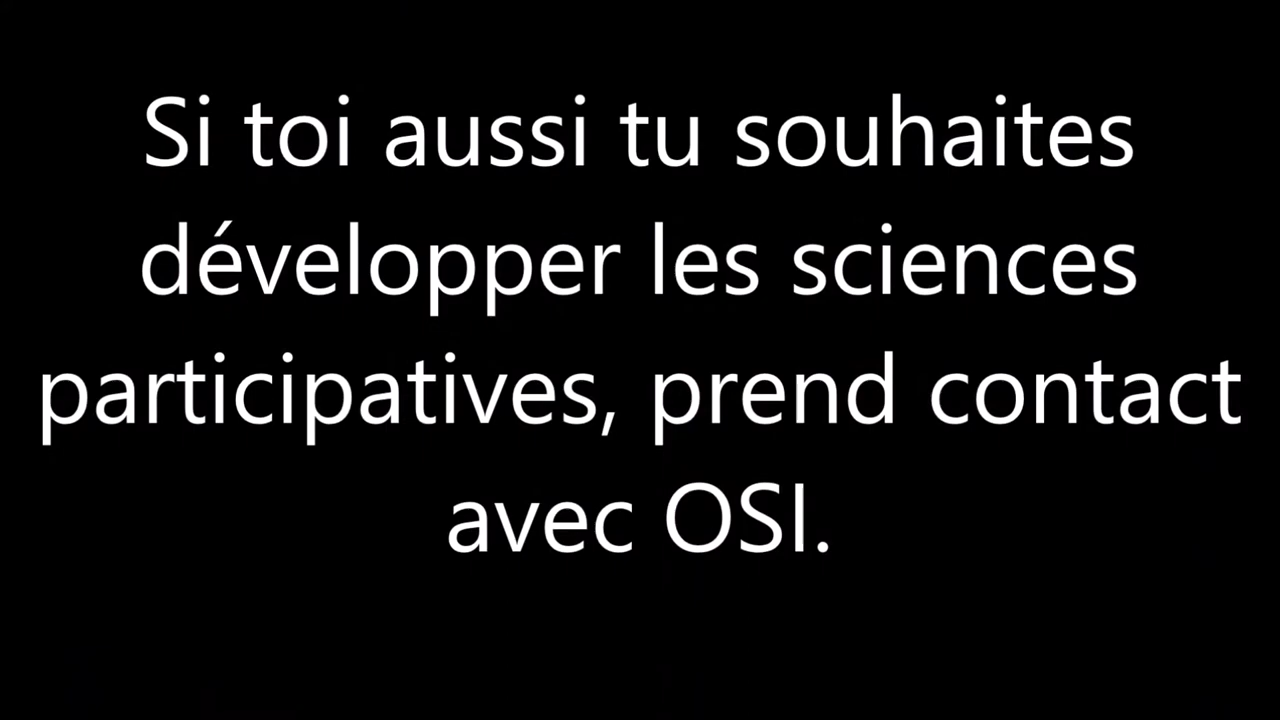 Si toi aussi tu souhaites
développer les sciences
participatives, prend contact
avec OSI.